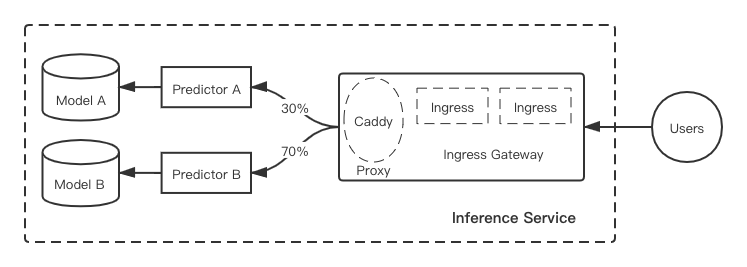 Model A
Predictor A
30%
Caddy
Ingress
Ingress
Users
Ingress Gateway
70%
Proxy
Model B
Predictor B
Inference Service